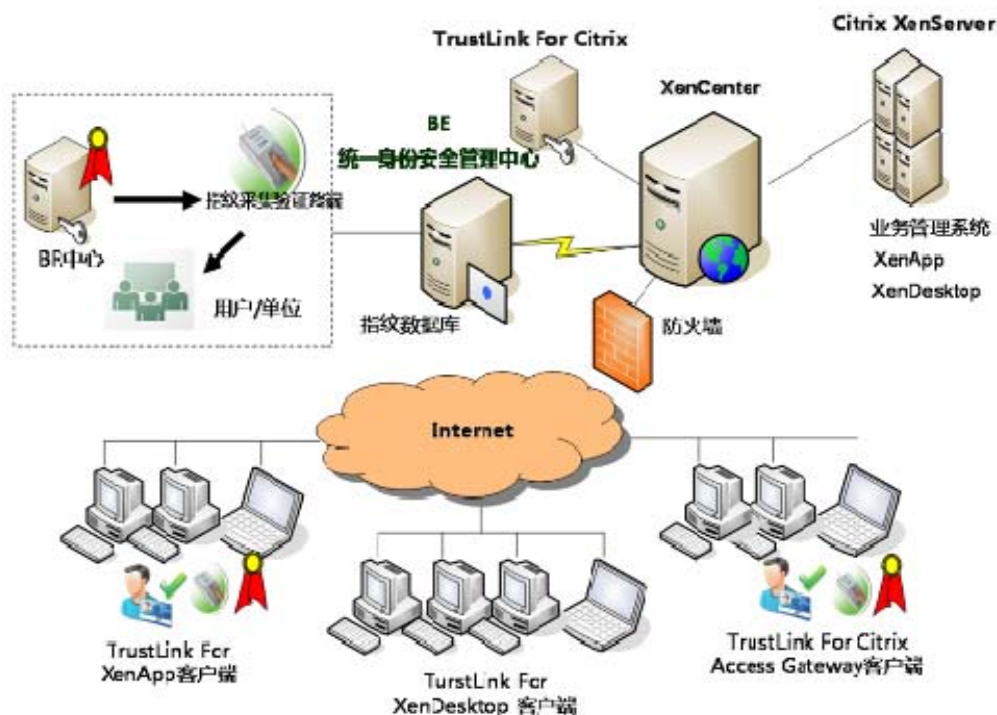 TrustLink For Citrix
Citrix XenServer
XenCenter
BE
统一身份安全管理中心
指纹采集验证终端
BR中心
用户/单位
指纹数据库
防火墙
业务管理系统
XenApp
XenDesktop
Internet
TrustLink For
XenApp客户端
TurstLink For
XenDesktop 客户端
TrustLink For Citrix
Access Gateway客户端